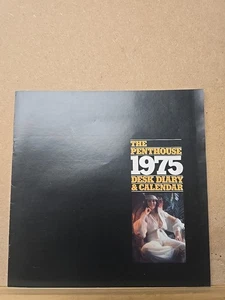 THE
PENTHOUSE
1975
DESK DIARY
& CALENDAR